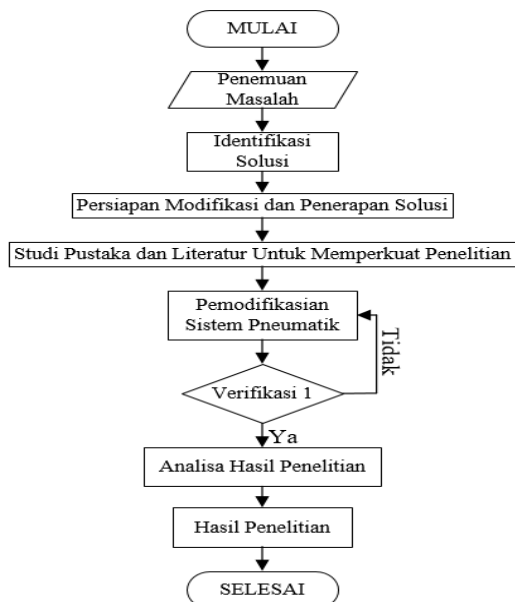 MULAI
Penemuan
Masalah
Identifikasi
Solusi
Persiapan Modifikasi dan Penerapan Solusi
Studi Pustaka dan Literatur Untuk Memperkuat Penelitian
Pemodifikasian
Sistem Pneumatik
Tidak
Verifikasi 1
Ya
Analisa Hasil Penelitian
Hasil Penelitian
SELESAI